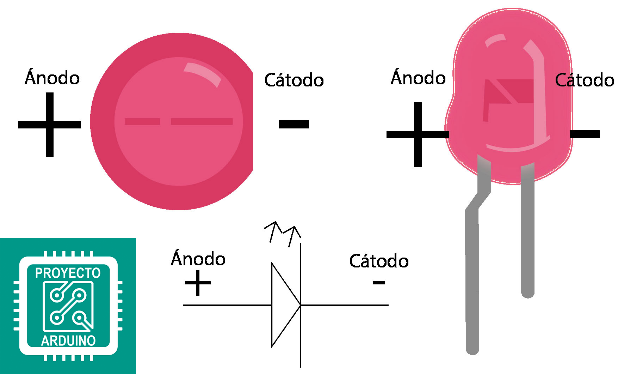 Ánodo
+
Cátodo
-
Ánodo
+
Cátodo
-
Ánodo
+
Cátodo
-
PROYECTO
ARDUINO